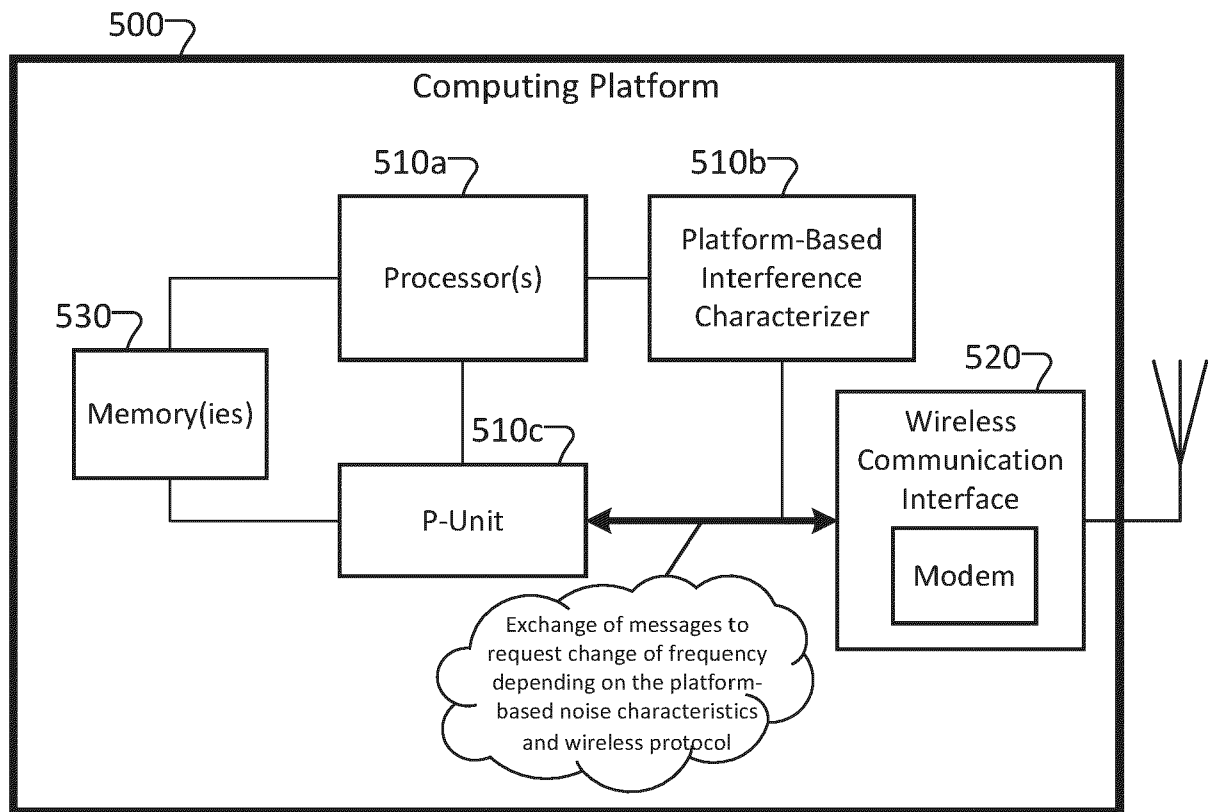 500
Computing Platform
510a
510b
Processor(s)
Platform-Based
Interference
Characterizer
530
Memory(ies)
510c
P-Unit
520
Wireless
Communication
Interface
Modem
Exchange of messages to
request change of frequency
depending on the platform-
based noise characteristics
and wireless protocol